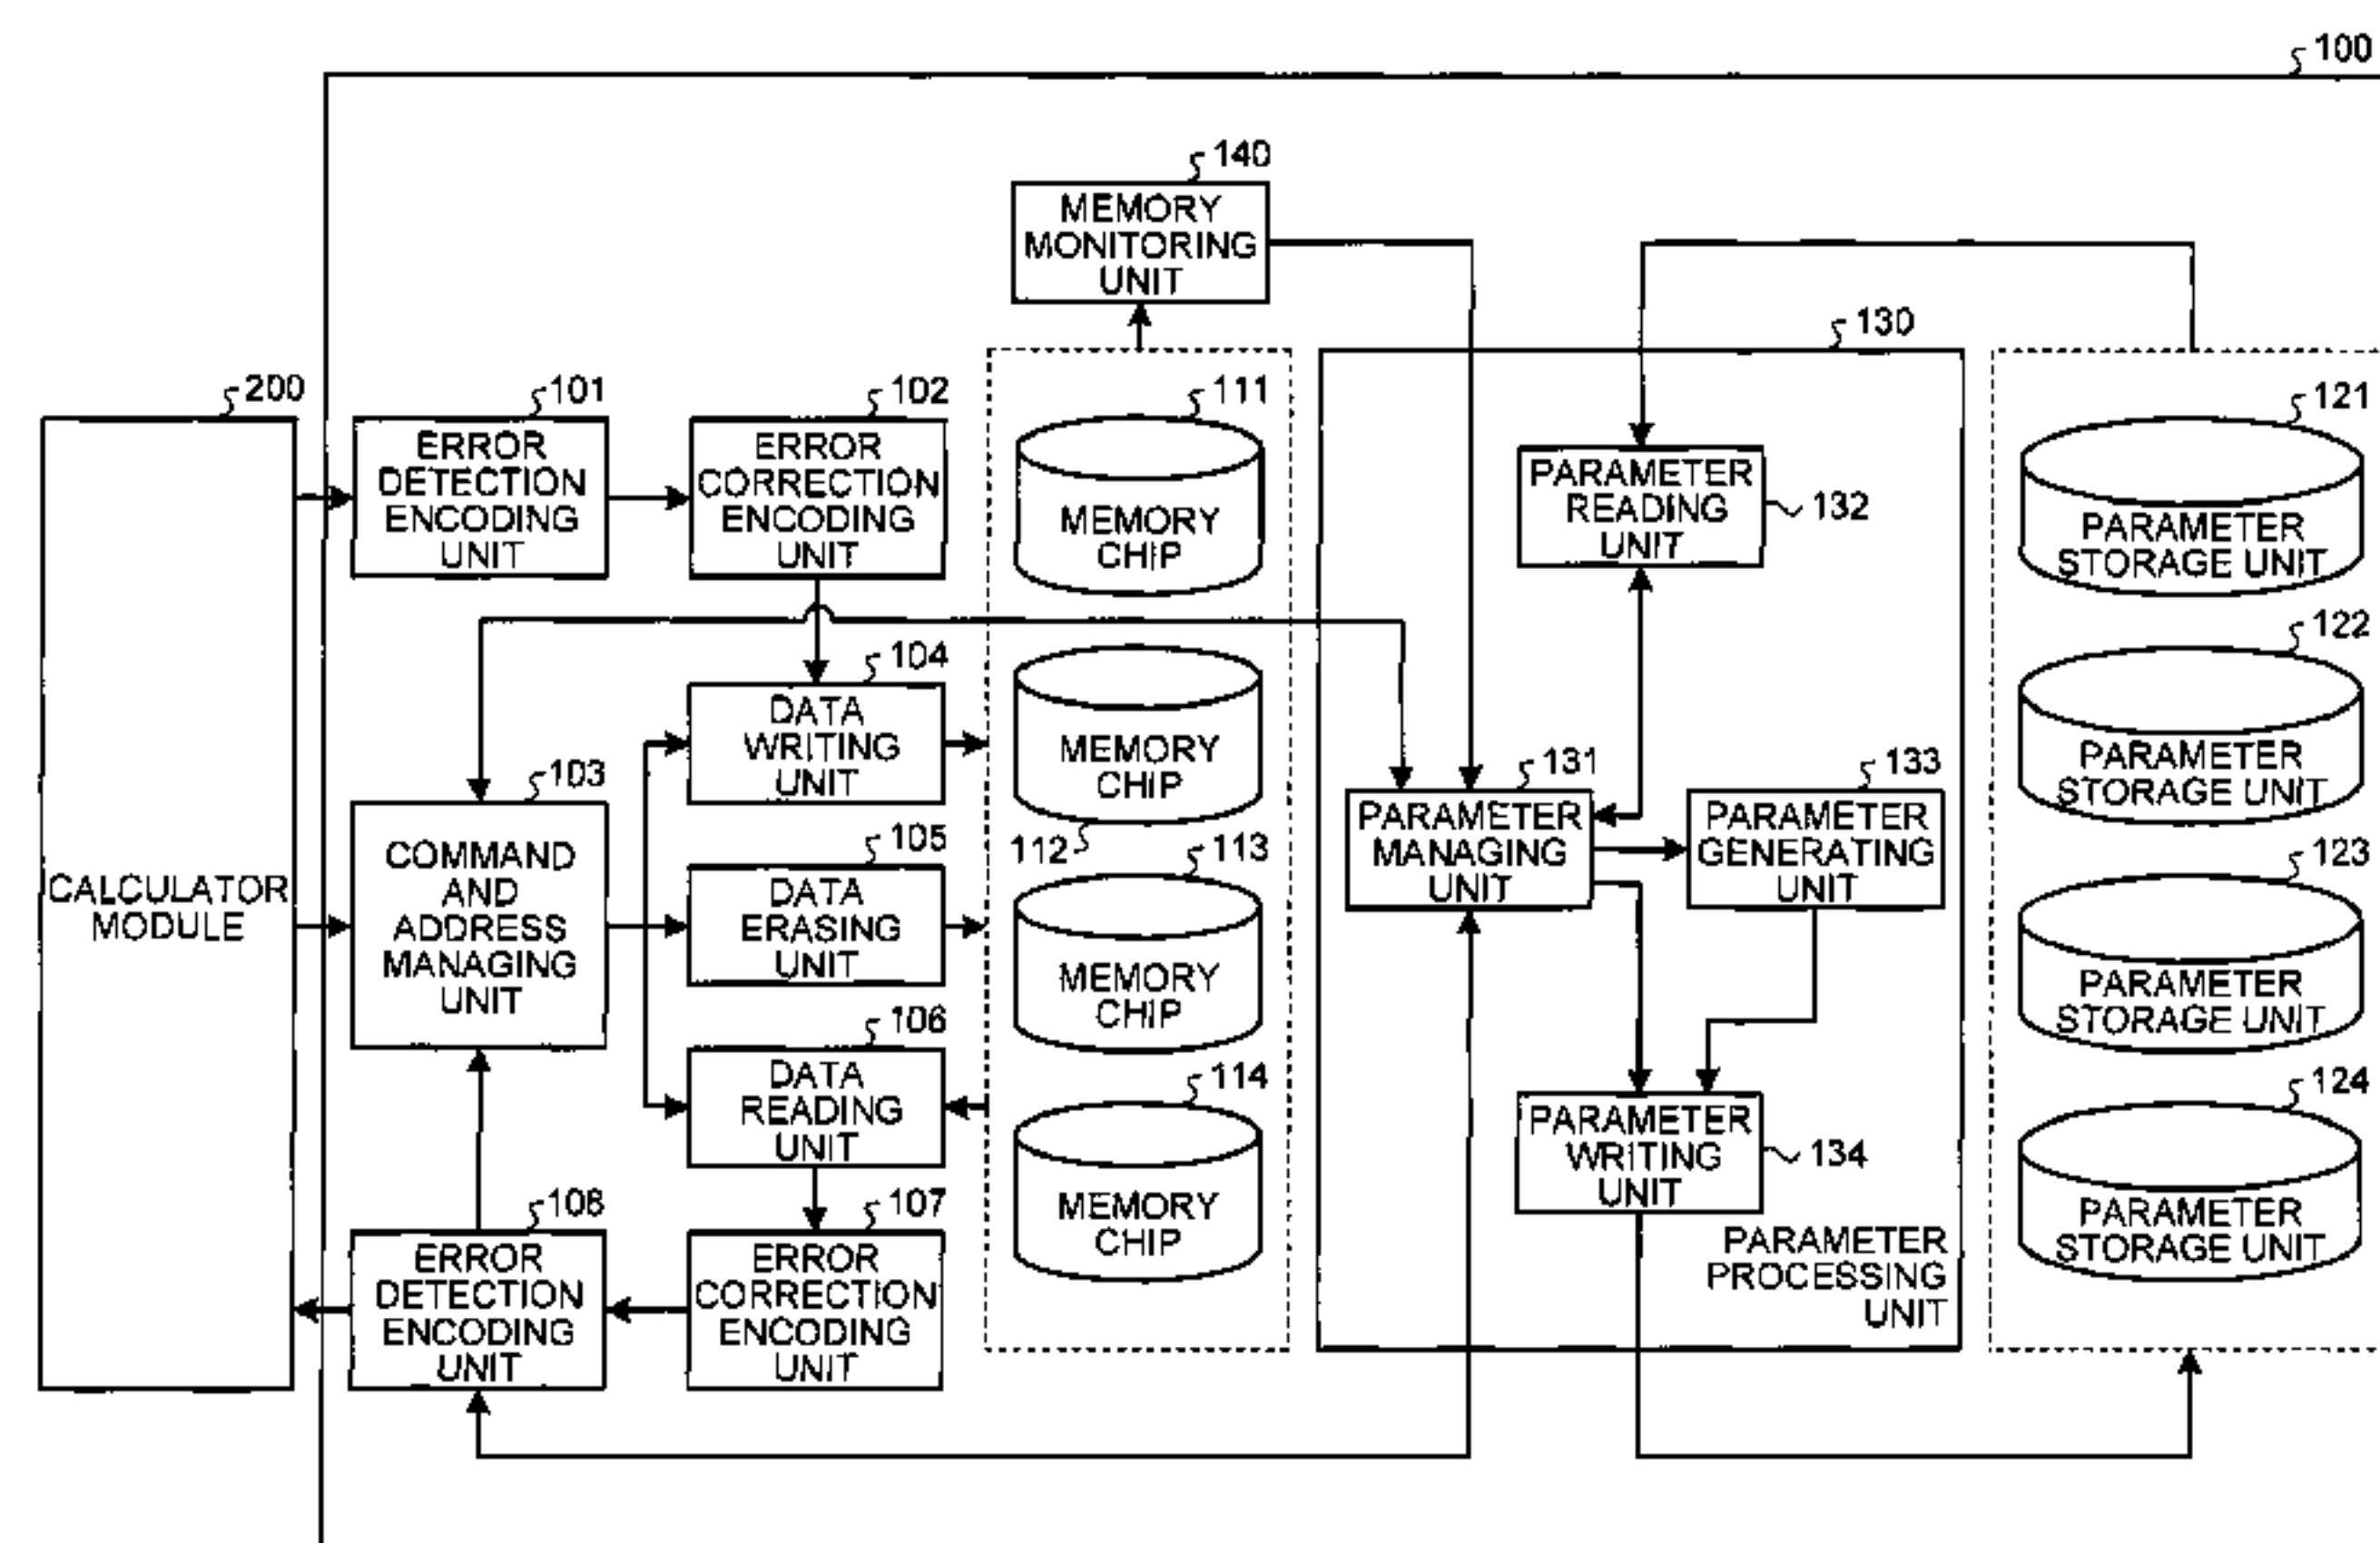 100
140
MEMORY
MONITORING
UNIT
130
200
101
102
111
121
ERROR
DETECTION
ENCODING
UNIT
ERROR
CORRECTION
ENCODING
UNIT
MEMORY
CHIP
PARAMETER
READING
UNIT
132
PARAMETER
STORAGE UNIT
122
104
DATA
WRITING
UNIT
MEMORY
CHIP
112
PARAMETER
STORAGE UNIT
103
131
133
CALCULATOR
MODULE
COMMAND
AND
ADDRESS
MANAGING
UNIT
105
DATA
ERASING
UNIT
113
MEMORY
CHIP
PARAMETER
MANAGING
UNIT
PARAMETER
GENERATING
UNIT
123
PARAMETER
STORAGE UNIT
106
DATA
READING
UNIT
114
MEMORY
CHIP
PARAMETER
WRITING
UNIT
134
124
PARAMETER
STORAGE UNIT
108
107
ERROR
DETECTION
ENCODING
UNIT
ERROR
CORRECTION
ENCODING
UNIT
PARAMETER
PROCESSING
UNIT